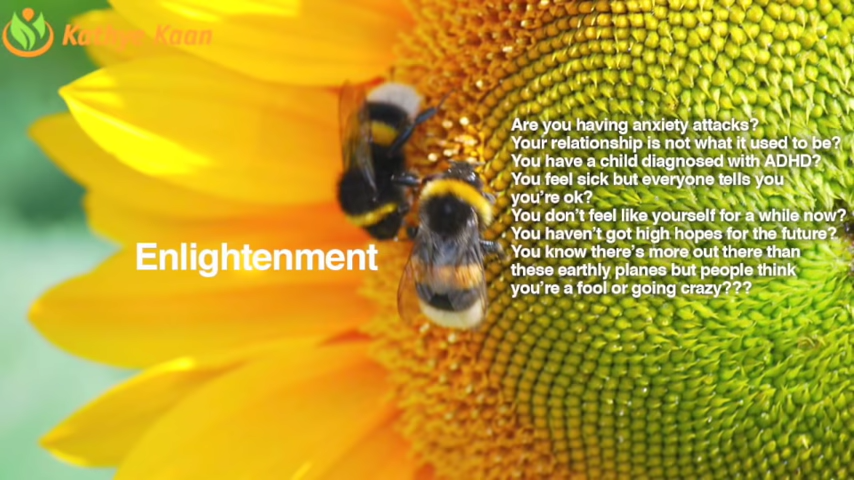 Kathye Kaan
Are you having anxiety attacks?
Your relationship is not what it used to be?
You have a child diagnosed with ADHD?
You feel sick but everyone tells you
you're ok?
You don't feel like yourself for a while now?
You haven't got high hopes for the future?
You know there's more out there than
these earthly planes but people think
you're a fool or going crazy???
Enlightenment